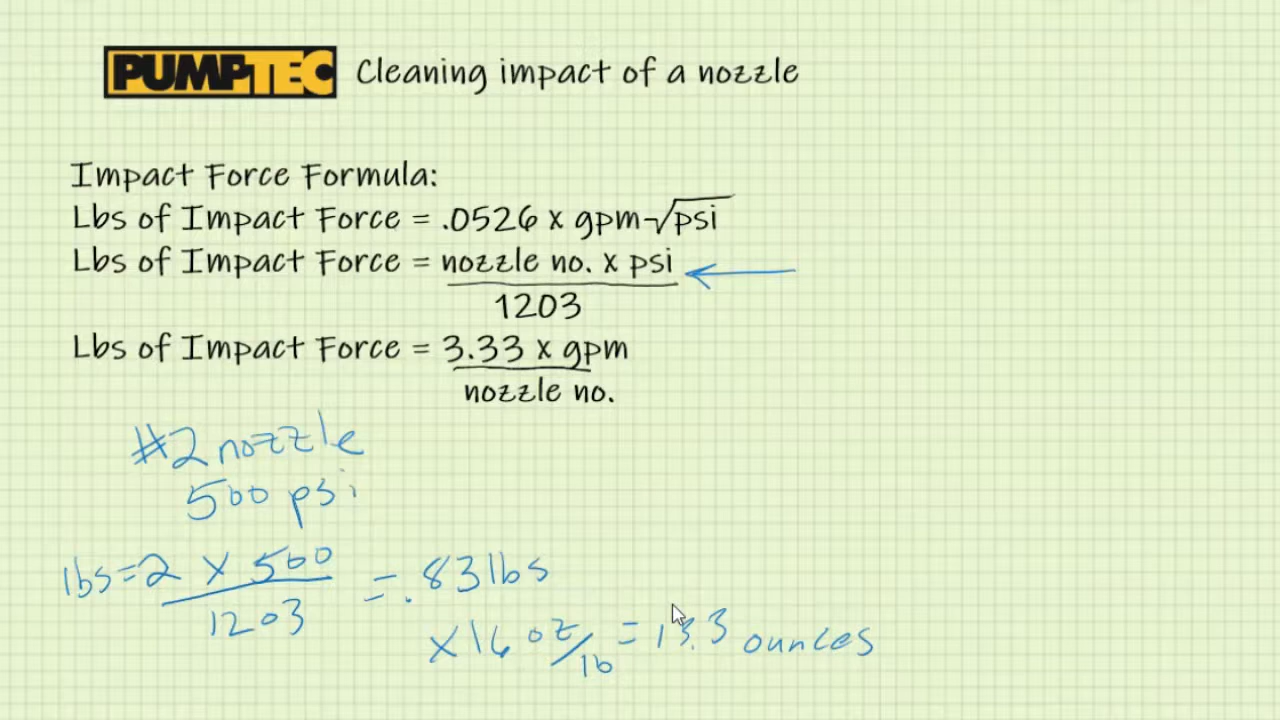 PUMPTEC Cleaning impact of a nozzle
Impact Force Formula:
Lbs of Impact Force = .0526 x gpm√psi
Lbs of Impact Force = nozzle no. x psi
1203
Lbs of Impact Force = 3.33 x gpm
nozzle no.
#2 nozzle
500 psi
lbs = 2 x 500
1203
= .83 lbs
x 16 oz/lb = 13.3 ounces